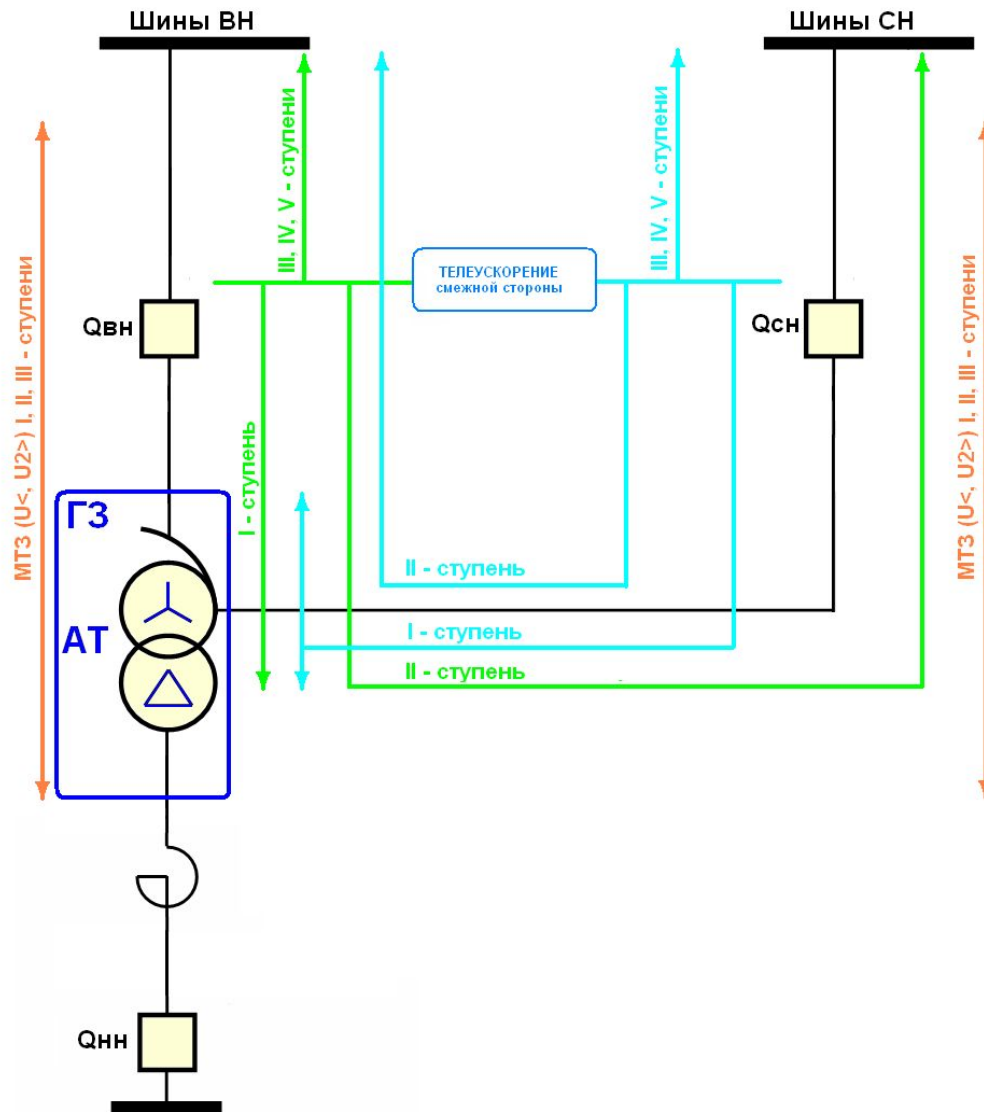 Шины ВН
Шины СН
III, IV, V - ступени
III, IV, V - ступени
ТЕЛЕУСКОРЕНИЕ
смежной стороны
Qвн
Qсн
МТЗ (U<, U2>) I, II, III - ступени
МТЗ (U<, U2>) I, II, III - ступени
I - ступень
ГЗ
II - ступень
АТ
I - ступень
II - ступень
Qнн